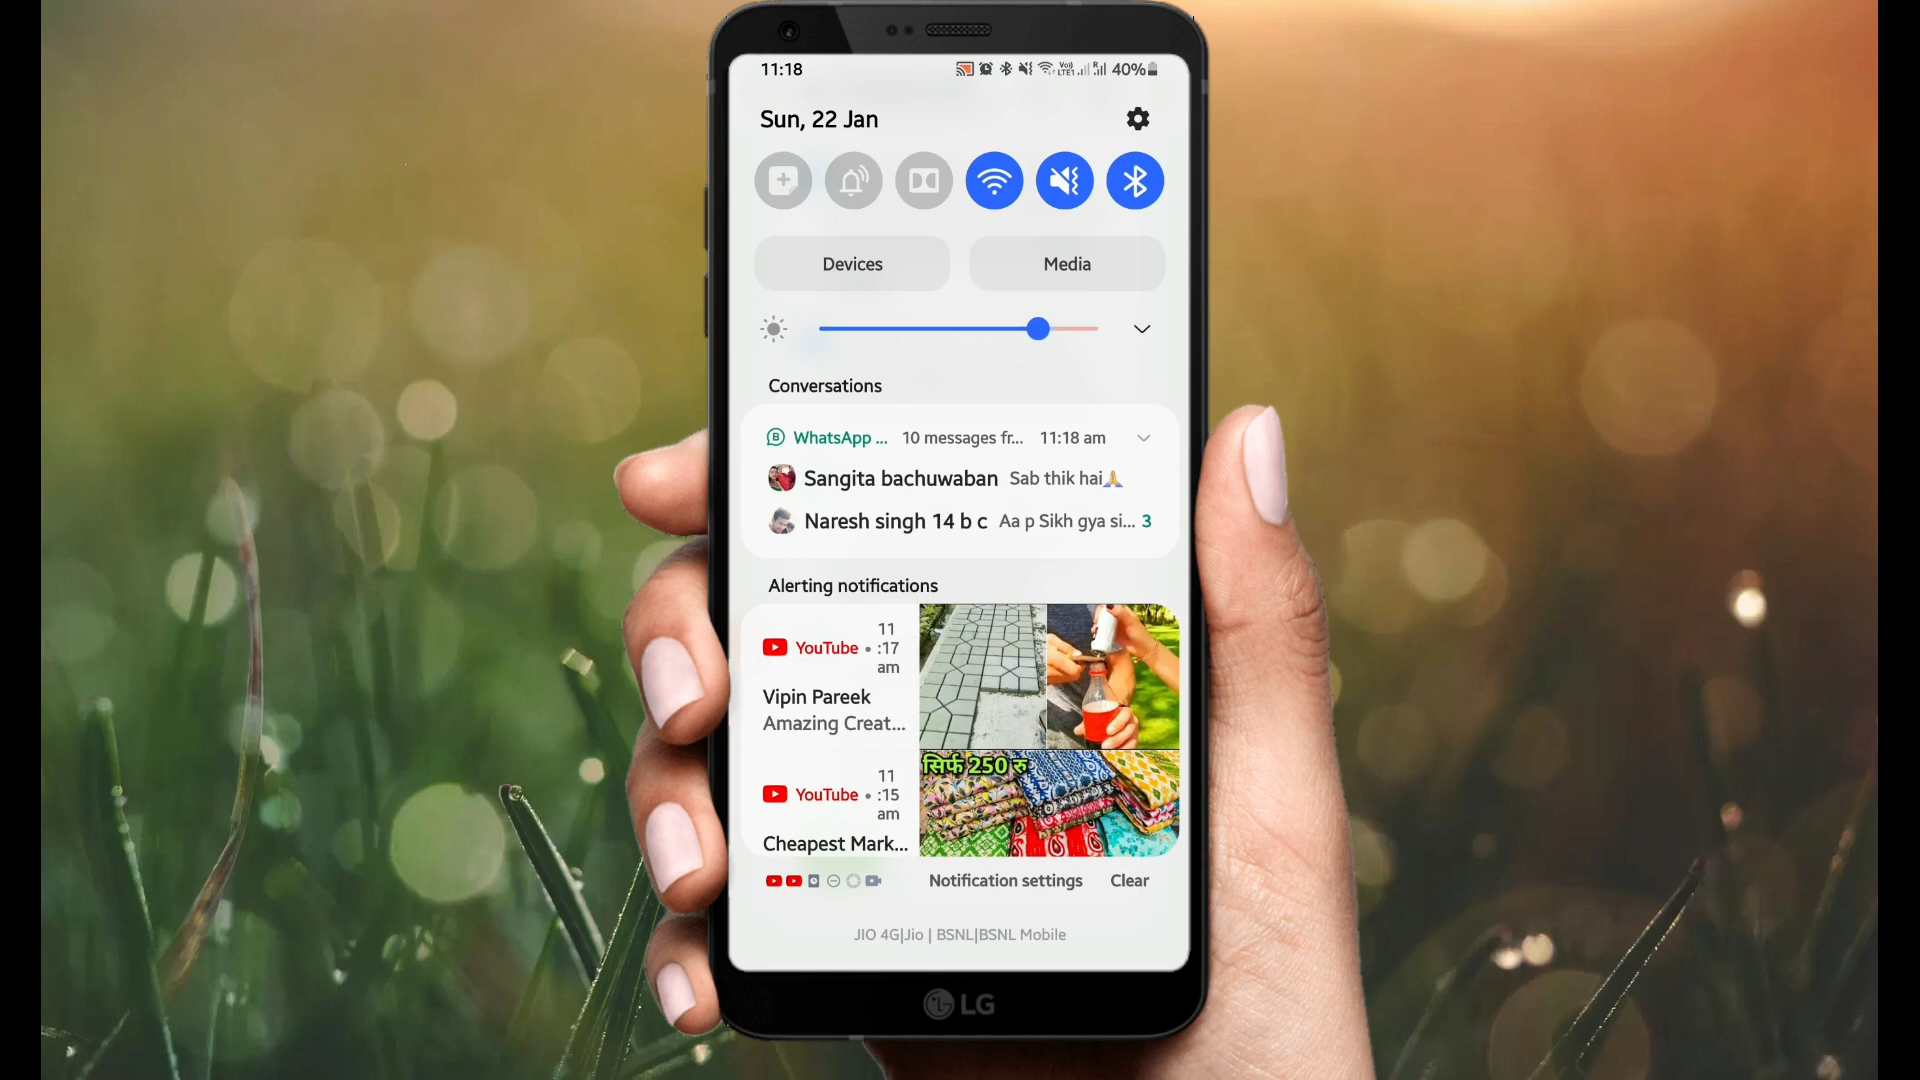 11:18
Vo)) LTE1 R 40%
Sun, 22 Jan
Devices
Media
Conversations
WhatsApp ... 10 messages fr... 11:18 am
Sangita bachuwaban Sab thik hai🙏
Naresh singh 14 b c Aa p Sikh gya si... 3
Alerting notifications
YouTube • 11:17 am
Vipin Pareek
Amazing Creat...
सिर्फ 250 रु
YouTube • 11:15 am
Cheapest Mark...
Notification settings Clear
JIO 4G|Jio | BSNL|BSNL Mobile
LG